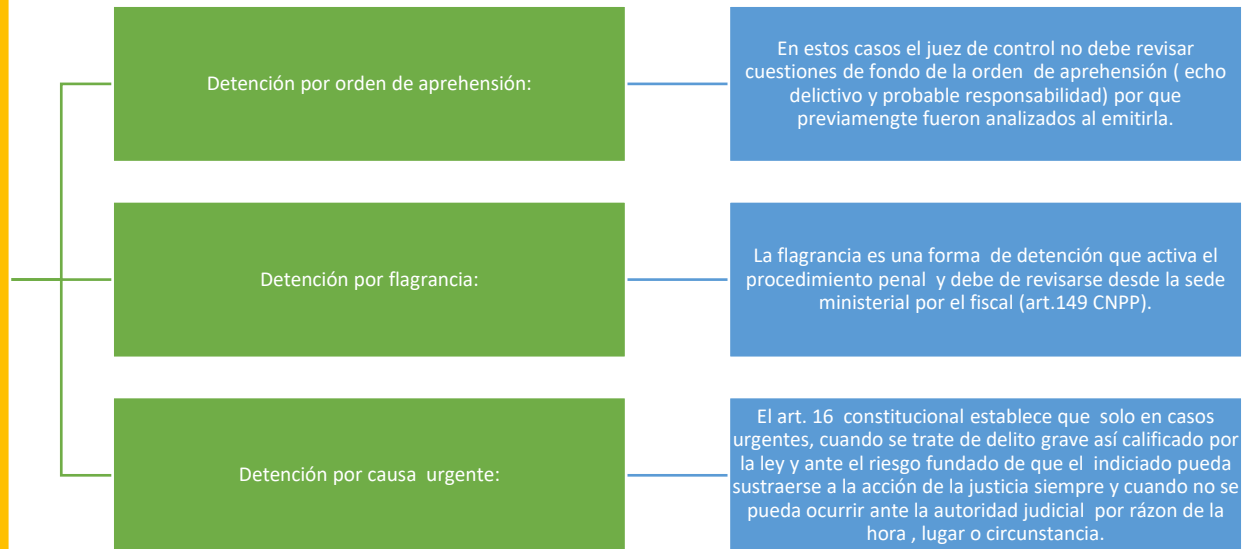 Detención por orden de aprehensión:
En estos casos el juez de control no debe revisar
cuestiones de fondo de la orden de aprehensión ( echo
delictivo y probable responsabilidad) por que
previamengte fueron analizados al emitirla.
Detención por flagrancia:
La flagrancia es una forma de detención que activa el
procedimiento penal y debe de revisarse desde la sede
ministerial por el fiscal (art.149 CNPP).
Detención por causa urgente:
El art. 16 constitucional establece que solo en casos
urgentes, cuando se trate de delito grave así calificado por
la ley y ante el riesgo fundado de que el indiciado pueda
sustraerse a la acción de la justicia siempre y cuando no se
pueda ocurrir ante la autoridad judicial por rázon de la
hora , lugar o circunstancia.